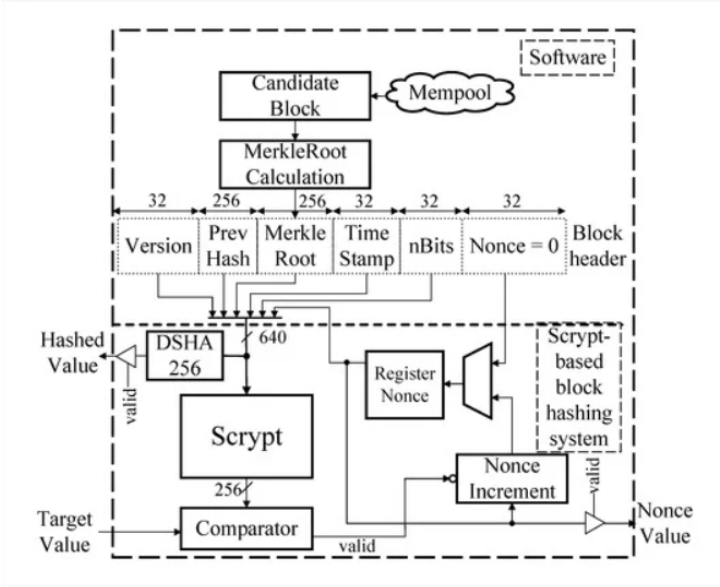 Software
Candidate
Block
Mempool
MerkleRoot
Calculation
32 256 256 32 32 32
Version
Prev
Hash
Merkle
Root
Time
Stamp
nBits
Nonce = 0
Block
header
640
Hashed
Value
DSHA
256
valid
Register
Nonce
Scrypt-
based
block
hashing
system
Scrypt
256
Nonce
Increment
valid
Target
Value
Comparator
valid
Nonce
Value